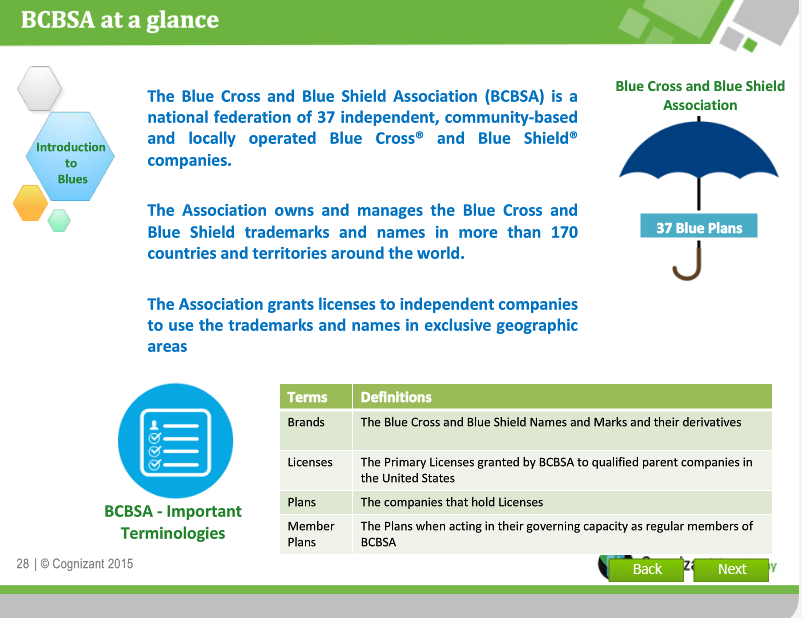 BCBSA at a glance
Introduction
to
Blues
The Blue Cross and Blue Shield Association (BCBSA) is a
national federation of 37 independent, community-based
and locally operated Blue Cross® and Blue Shield®
companies.
The Association owns and manages the Blue Cross and
Blue Shield trademarks and names in more than 170
countries and territories around the world.
The Association grants licenses to independent companies
to use the trademarks and names in exclusive geographic
areas
Blue Cross and Blue Shield
Association
37 Blue Plans
BCBSA - Important
Terminologies
Terms Definitions
Brands The Blue Cross and Blue Shield Names and Marks and their derivatives
Licenses The Primary Licenses granted by BCBSA to qualified parent companies in
the United States
Plans The companies that hold Licenses
Member The Plans when acting in their governing capacity as regular members of
Plans BCBSA
28 | © Cognizant 2015
Back Next